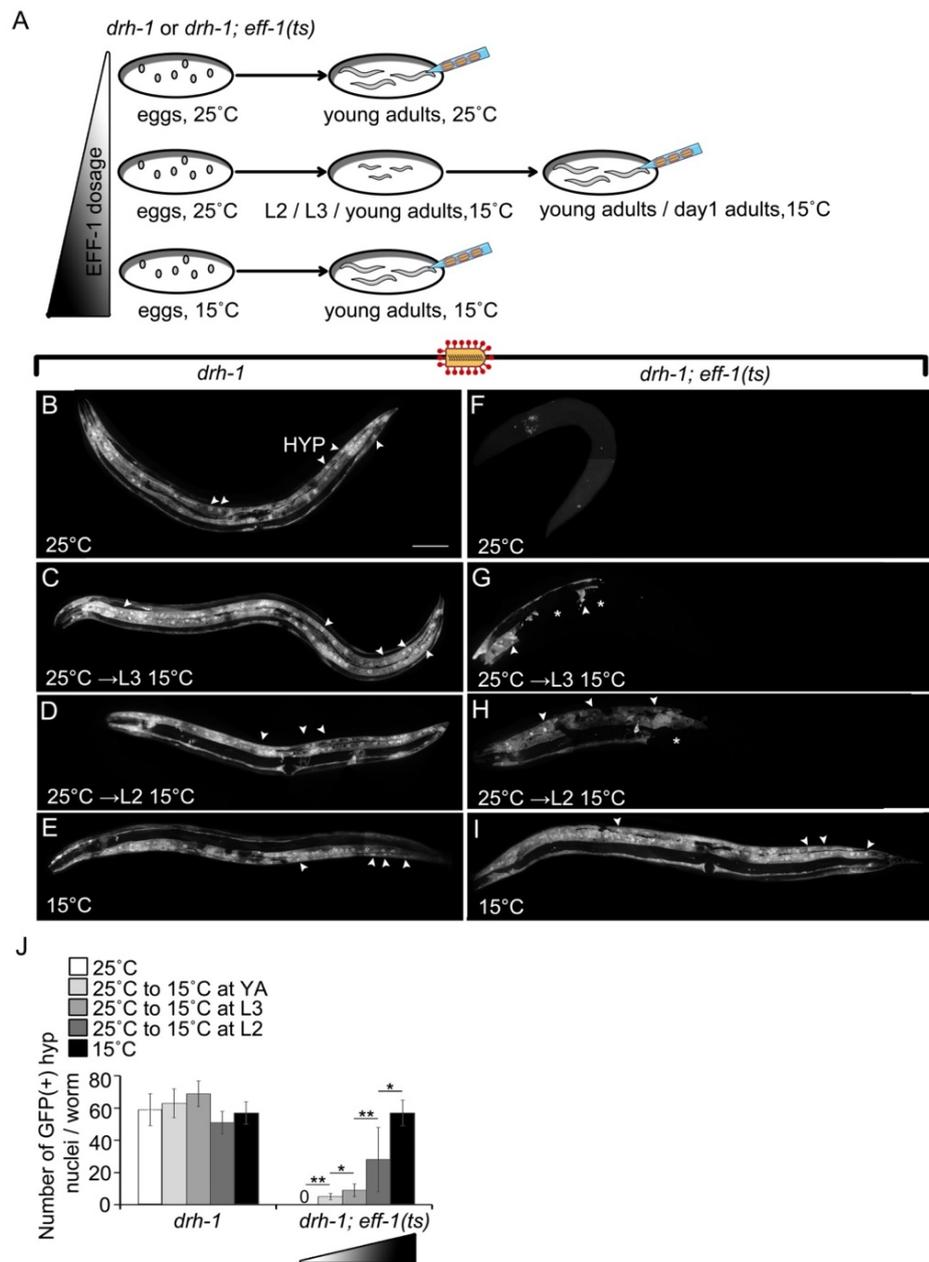 A
drh-1 or drh-1; eff-1(ts)
EFF-1 dosage
eggs, 25˚C
young adults, 25˚C
eggs, 25˚C
L2 / L3 / young adults,15˚C
young adults / day1 adults,15˚C
eggs, 15˚C
young adults, 15˚C
drh-1
drh-1; eff-1(ts)
B
HYP
25°C
F
25°C
C
25°C →L3 15°C
G
*
*
25°C →L3 15°C
D
25°C →L2 15°C
H
*
25°C →L2 15°C
E
15°C
I
15°C
J
25˚C
25˚C to 15˚C at YA
25˚C to 15˚C at L3
25˚C to 15˚C at L2
15˚C
Number of GFP(+) hyp
nuclei / worm
80
60
40
20
0
0
**
*
**
*
drh-1
drh-1; eff-1(ts)